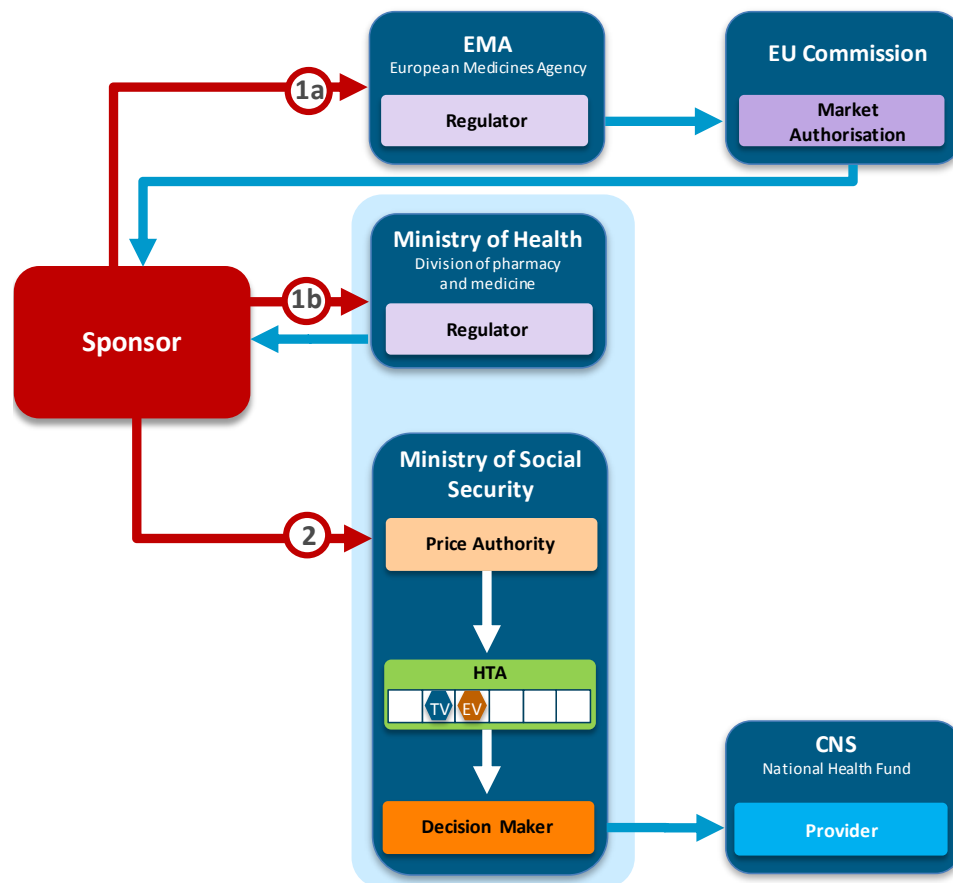 EMA
European Medicines Agency
Regulator
EU Commission
Market
Authorisation
1a
Ministry of Health
Division of pharmacy
and medicine
Regulator
1b
Sponsor
Ministry of Social
Security
2
Price Authority
HTA
TV
EV
Decision Maker
CNS
National Health Fund
Provider